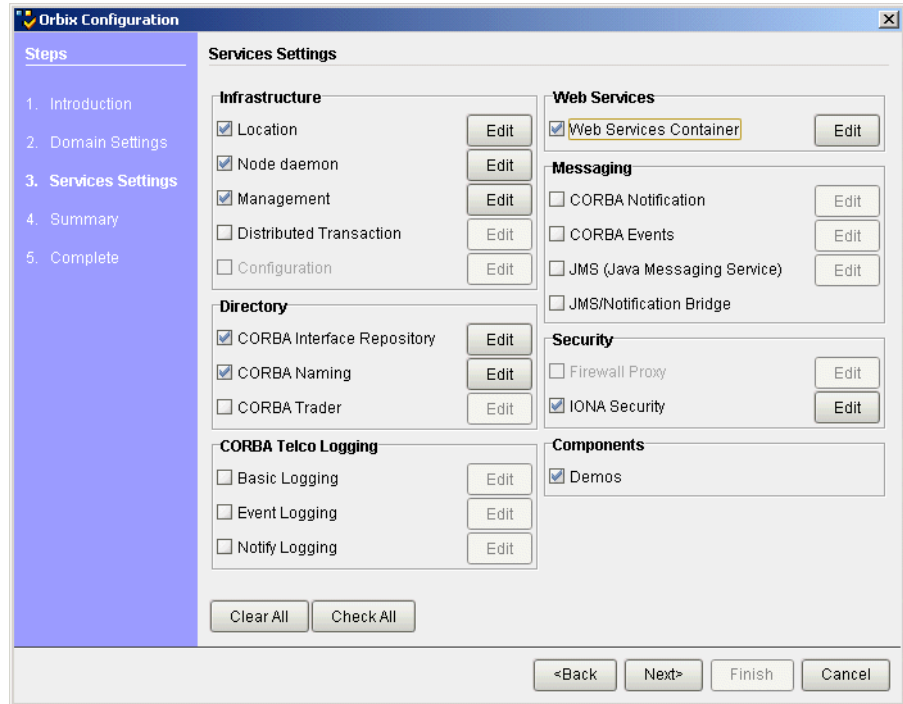 Orbix Configuration
Steps
1. Introduction
2. Domain Settings
3. Services Settings
4. Summary
5. Complete
Services Settings
Infrastructure
Location Edit
Node daemon Edit
Management Edit
Distributed Transaction Edit
Configuration Edit
Directory
CORBA Interface Repository Edit
CORBA Naming Edit
CORBA Trader Edit
CORBA Telco Logging
Basic Logging Edit
Event Logging Edit
Notify Logging Edit
Web Services
Web Services Container Edit
Messaging
CORBA Notification Edit
CORBA Events Edit
JMS (Java Messaging Service) Edit
JMS/Notification Bridge
Security
Firewall Proxy Edit
IONA Security Edit
Components
Demos
Clear All Check All
<Back Next> Finish Cancel